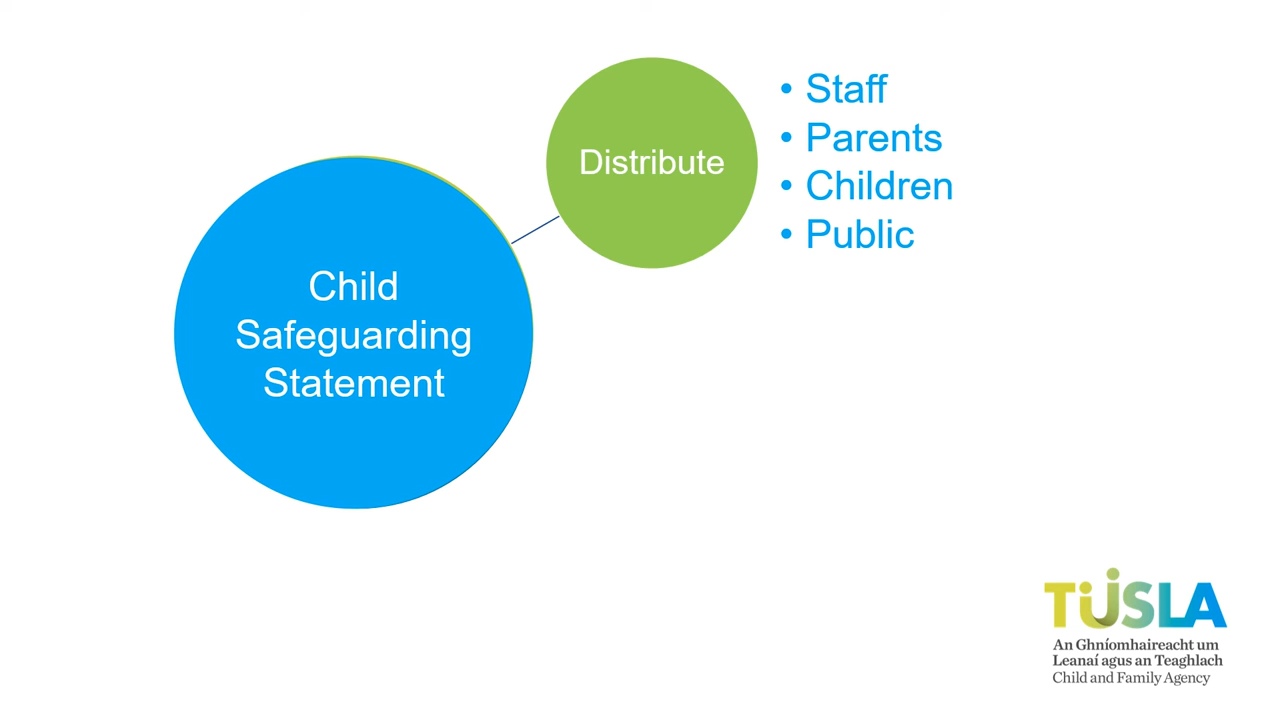 Child
Safeguarding
Statement
Distribute
• Staff
• Parents
• Children
• Public
TUSLA
An Ghníomhaireacht um
Leanaí agus an Teaghlach
Child and Family Agency